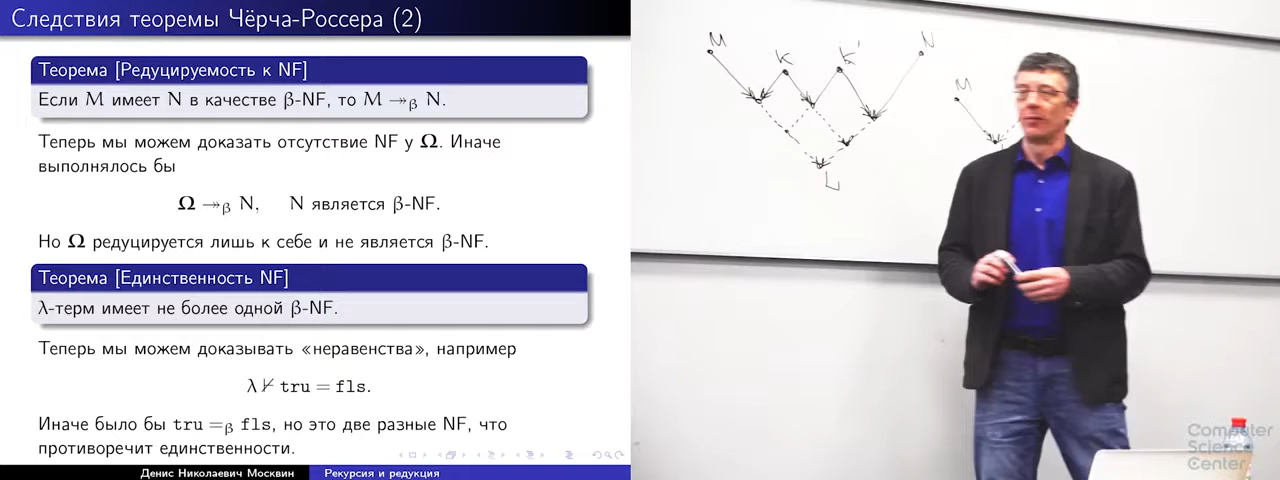 Следствия теоремы Чёрча-Россера (2)
Теорема [Редуцируемость к NF]
Если M имеет N в качестве β-NF, то M ↠β N.
Теперь мы можем доказать отсутствие NF у Ω. Иначе
выполнялось бы
Ω ↠β N, N является β-NF.
Но Ω редуцируется лишь к себе и не является β-NF.
Теорема [Единственность NF]
λ-терм имеет не более одной β-NF.
Теперь мы можем доказывать «неравенства», например
λ ⊬ tru = fls.
Иначе было бы tru =β fls, но это две разные NF, что
противоречит единственности.
Денис Николаевич Москвин Рекурсия и редукция
M K K' N
M
L
Computer
Science
Center